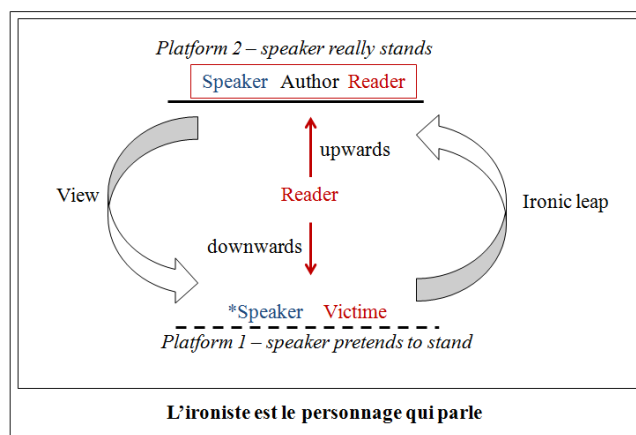 Platform 2 – speaker really stands
Speaker Author Reader
upwards
View
Reader
Ironic leap
downwards
*Speaker Victime
Platform 1 – speaker pretends to stand
L'ironiste est le personnage qui parle